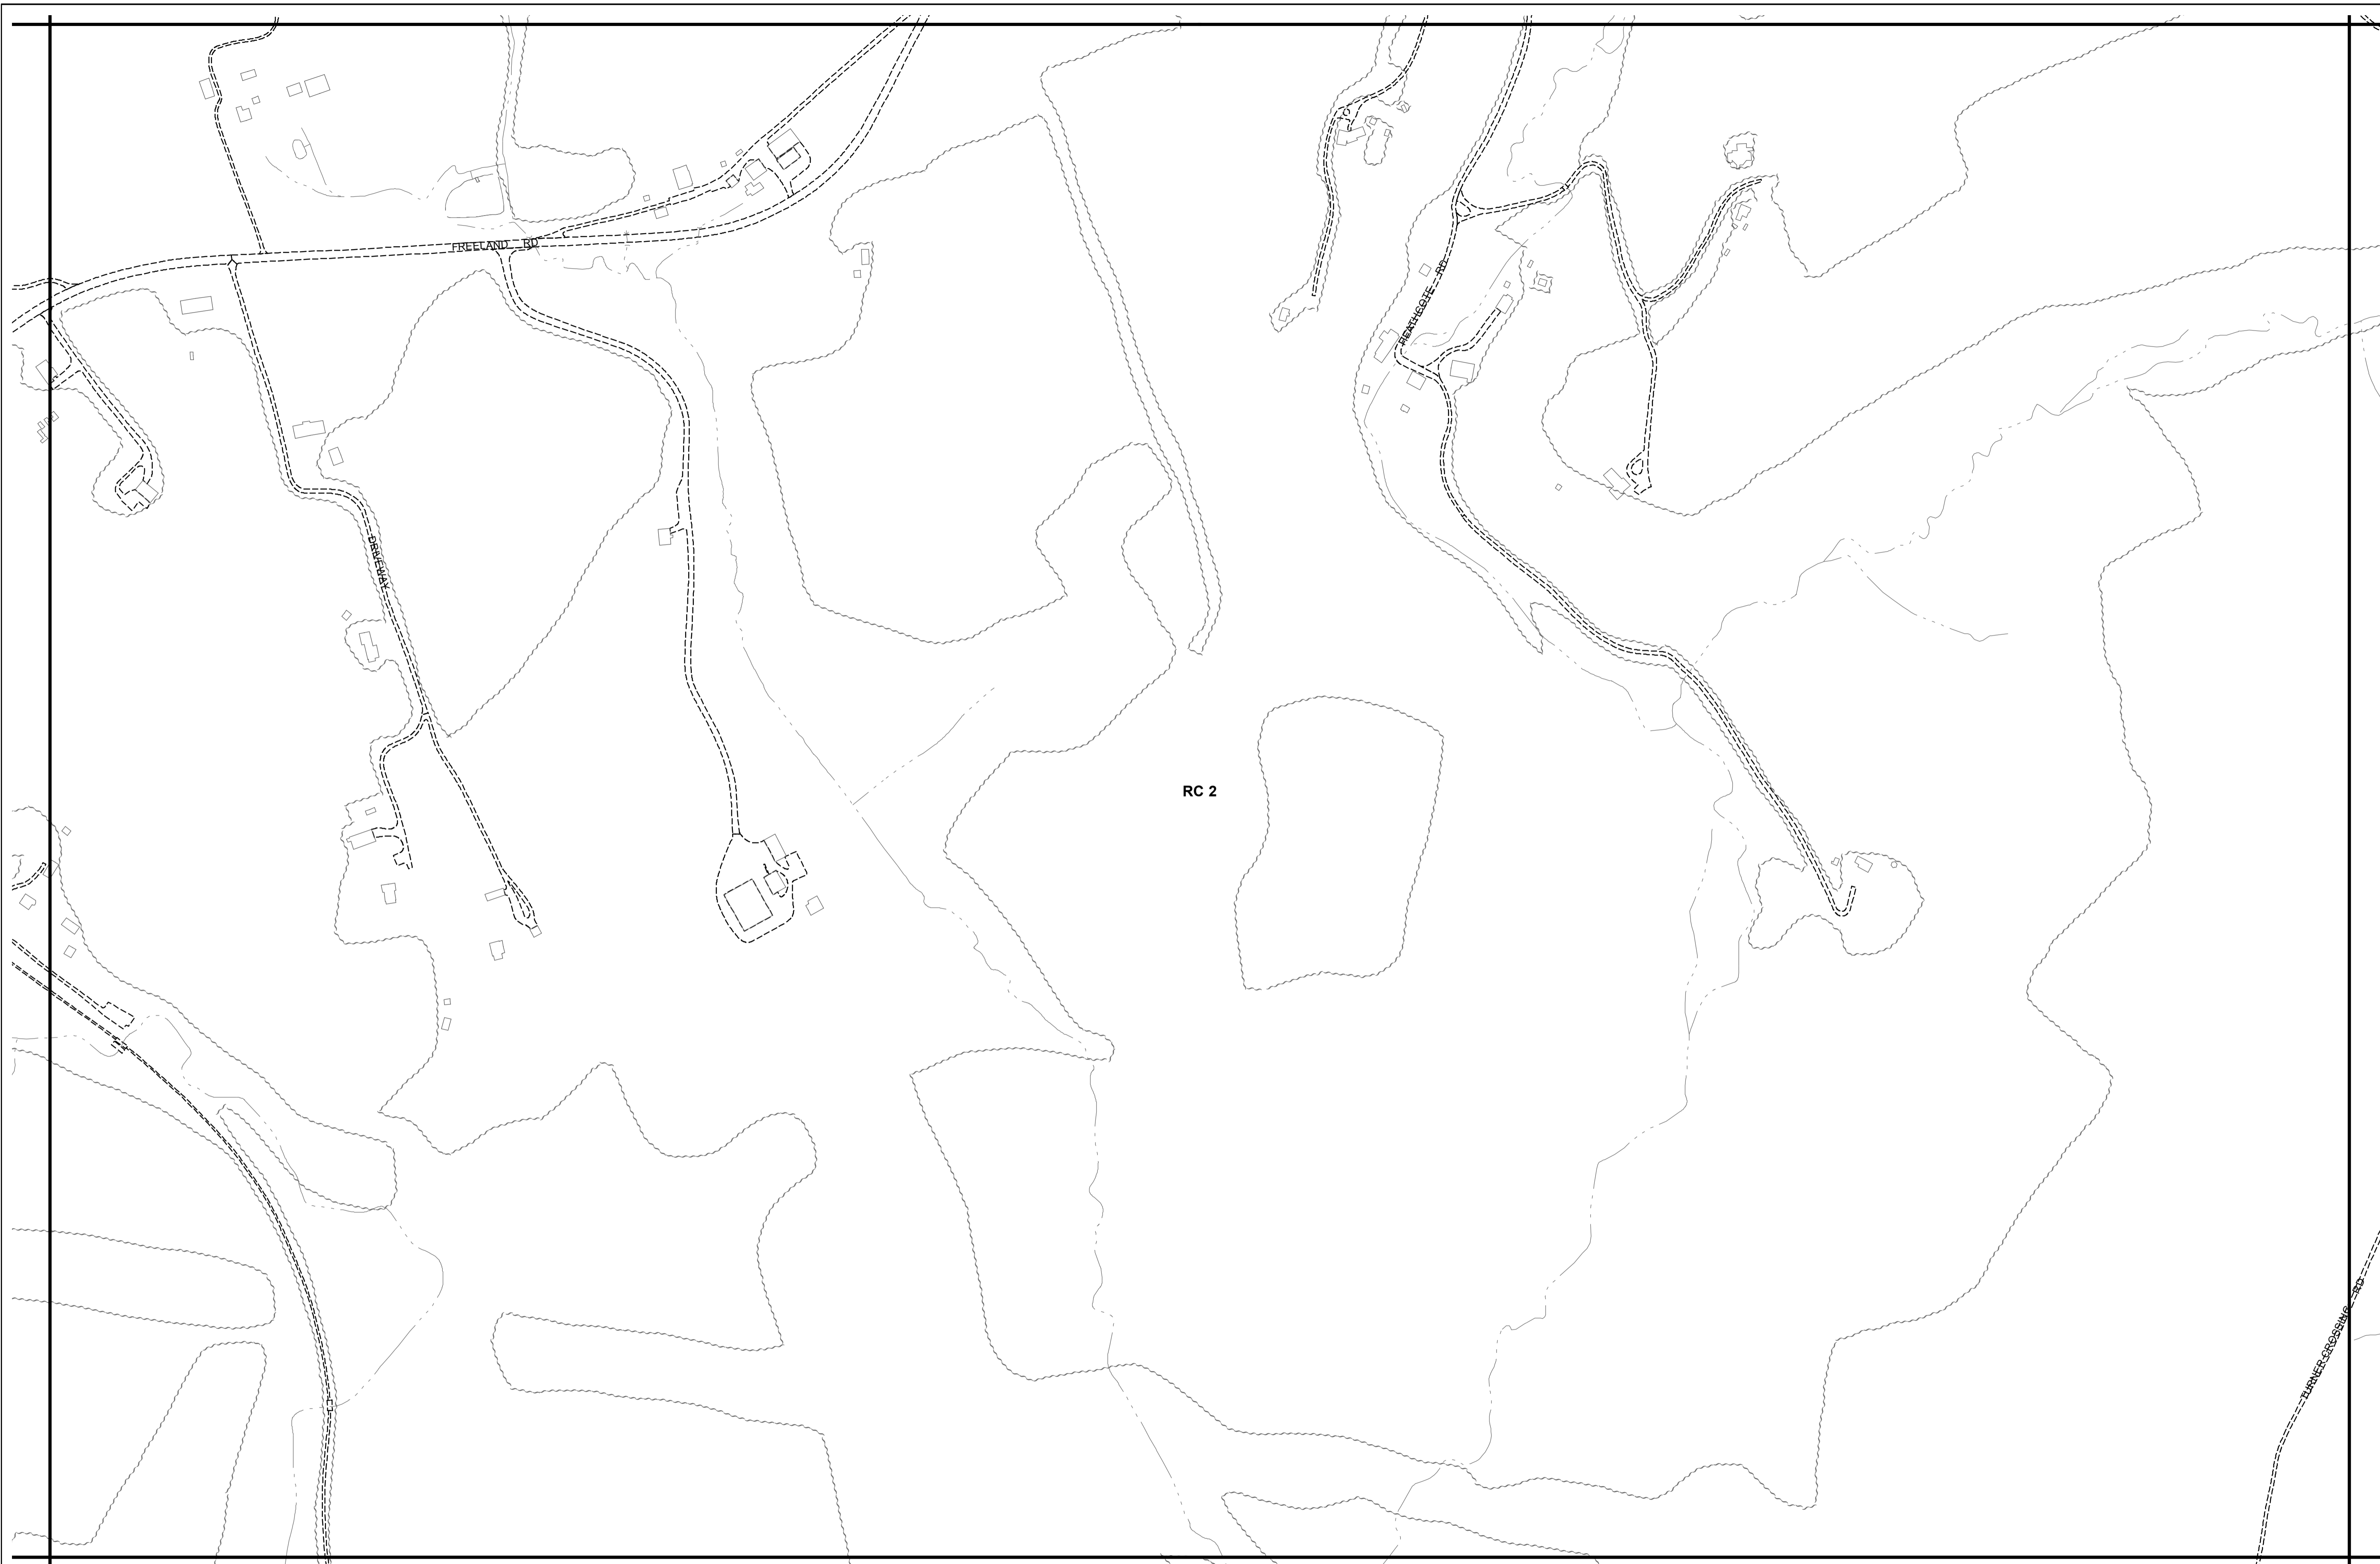 FREELAND RD
HEATHCOTE RD
DRIVEWAY
RC 2
TURNER CROSSING RD